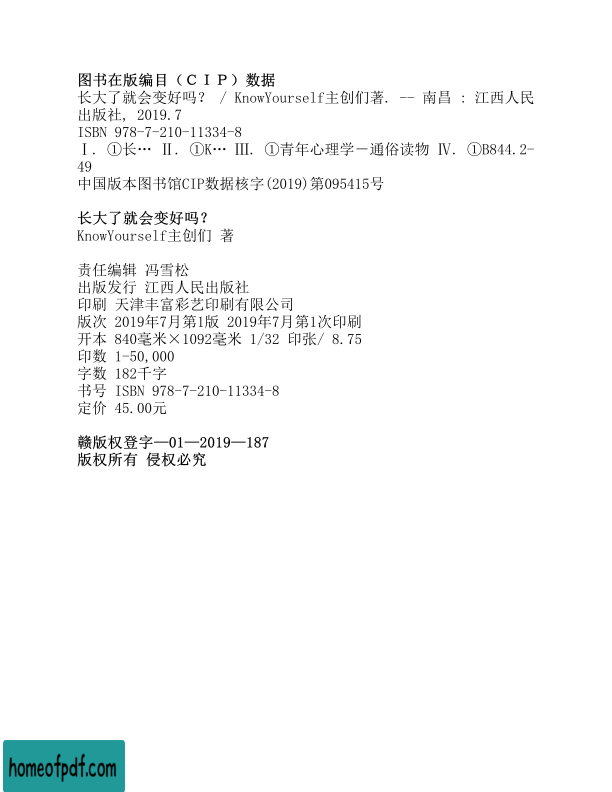 图书在版编目（ＣＩＰ）数据
长大了就会变好吗？ / KnowYourself主创们著. -- 南昌 : 江西人民
出版社, 2019.7
ISBN 978-7-210-11334-8
Ⅰ. ①长… Ⅱ. ①K… Ⅲ. ①青年心理学－通俗读物 Ⅳ. ①B844.2-
49
中国版本图书馆CIP数据核字(2019)第095415号
长大了就会变好吗？
KnowYourself主创们 著
责任编辑 冯雪松
出版发行 江西人民出版社
印刷 天津丰富彩艺印刷有限公司
版次 2019年7月第1版 2019年7月第1次印刷
开本 840毫米×1092毫米 1/32 印张/ 8.75
印数 1-50,000
字数 182千字
书号 ISBN 978-7-210-11334-8
定价 45.00元
赣版权登字—01—2019—187
版权所有 侵权必究
homeofpdf.com